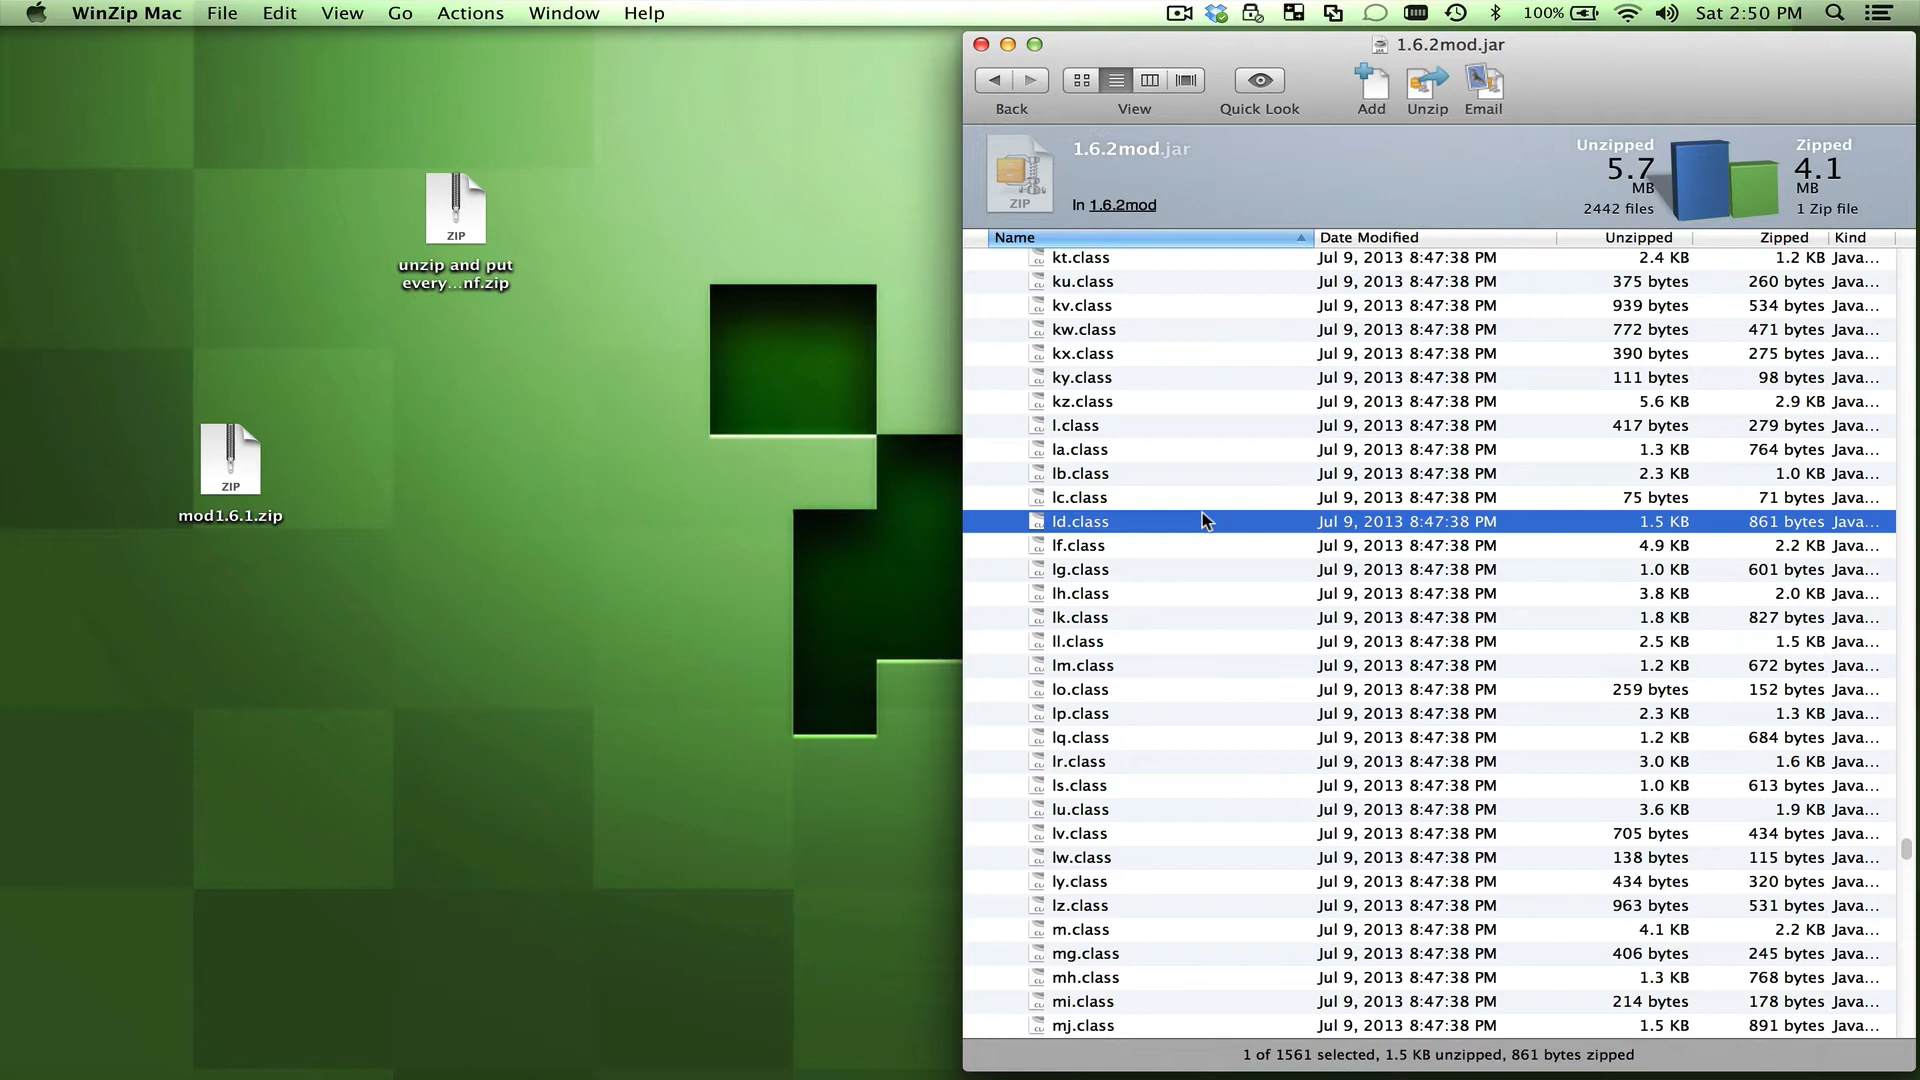 WinZip Mac File Edit View Go Actions Window Help 100% Sat 2:50 PM
1.6.2mod.jar
Back View Quick Look Add Unzip Email
ZIP
1.6.2mod.jar
In 1.6.2mod
Unzipped
5.7
MB
2442 files
Zipped
4.1
MB
1 Zip file
Name Date Modified Unzipped Zipped Kind
kt.class Jul 9, 2013 8:47:38 PM 2.4 KB 1.2 KB Java...
ku.class Jul 9, 2013 8:47:38 PM 375 bytes 260 bytes Java...
kv.class Jul 9, 2013 8:47:38 PM 939 bytes 534 bytes Java...
kw.class Jul 9, 2013 8:47:38 PM 772 bytes 471 bytes Java...
kx.class Jul 9, 2013 8:47:38 PM 390 bytes 275 bytes Java...
ky.class Jul 9, 2013 8:47:38 PM 111 bytes 98 bytes Java...
kz.class Jul 9, 2013 8:47:38 PM 5.6 KB 2.9 KB Java...
l.class Jul 9, 2013 8:47:38 PM 417 bytes 279 bytes Java...
la.class Jul 9, 2013 8:47:38 PM 1.3 KB 764 bytes Java...
lb.class Jul 9, 2013 8:47:38 PM 2.3 KB 1.0 KB Java...
lc.class Jul 9, 2013 8:47:38 PM 75 bytes 71 bytes Java...
ld.class Jul 9, 2013 8:47:38 PM 1.5 KB 861 bytes Java...
lf.class Jul 9, 2013 8:47:38 PM 4.9 KB 2.2 KB Java...
lg.class Jul 9, 2013 8:47:38 PM 1.0 KB 601 bytes Java...
lh.class Jul 9, 2013 8:47:38 PM 3.8 KB 2.0 KB Java...
lk.class Jul 9, 2013 8:47:38 PM 1.8 KB 827 bytes Java...
ll.class Jul 9, 2013 8:47:38 PM 2.5 KB 1.5 KB Java...
lm.class Jul 9, 2013 8:47:38 PM 1.2 KB 672 bytes Java...
lo.class Jul 9, 2013 8:47:38 PM 259 bytes 152 bytes Java...
lp.class Jul 9, 2013 8:47:38 PM 2.3 KB 1.3 KB Java...
lq.class Jul 9, 2013 8:47:38 PM 1.2 KB 684 bytes Java...
lr.class Jul 9, 2013 8:47:38 PM 3.0 KB 1.6 KB Java...
ls.class Jul 9, 2013 8:47:38 PM 1.0 KB 613 bytes Java...
lu.class Jul 9, 2013 8:47:38 PM 3.6 KB 1.9 KB Java...
lv.class Jul 9, 2013 8:47:38 PM 705 bytes 434 bytes Java...
lw.class Jul 9, 2013 8:47:38 PM 138 bytes 115 bytes Java...
ly.class Jul 9, 2013 8:47:38 PM 434 bytes 320 bytes Java...
lz.class Jul 9, 2013 8:47:38 PM 963 bytes 531 bytes Java...
m.class Jul 9, 2013 8:47:38 PM 4.1 KB 2.2 KB Java...
mg.class Jul 9, 2013 8:47:38 PM 406 bytes 245 bytes Java...
mh.class Jul 9, 2013 8:47:38 PM 1.3 KB 768 bytes Java...
mi.class Jul 9, 2013 8:47:38 PM 214 bytes 178 bytes Java...
mj.class Jul 9, 2013 8:47:38 PM 1.5 KB 891 bytes Java...
1 of 1561 selected, 1.5 KB unzipped, 861 bytes zipped
ZIP
unzip and put
every...nf.zip
ZIP
mod1.6.1.zip